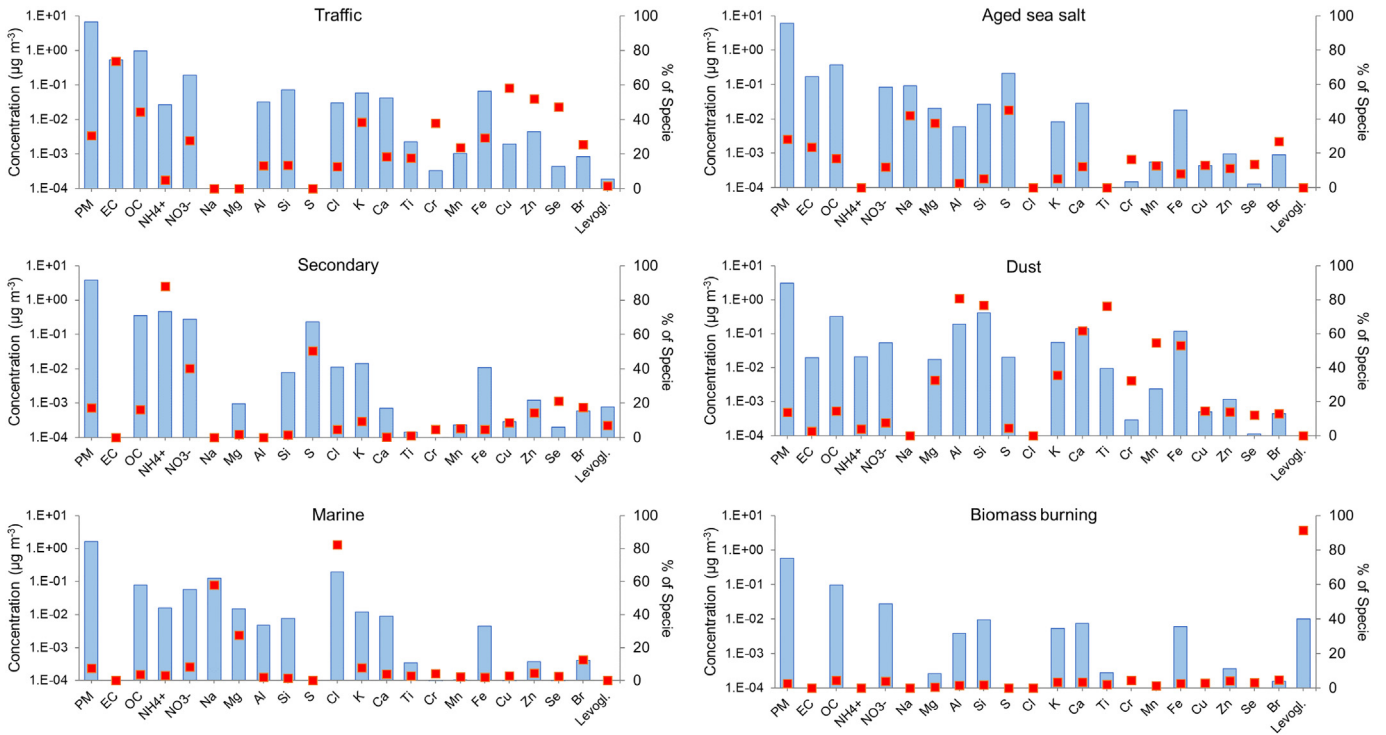 Traffic
Concentration (µg m-3)
1.E+01
1.E+00
1.E-01
1.E-02
1.E-03
1.E-04
100
80
60
40
20
0
% of Specie
PM EC OC NH4+ NO3- Na Mg Al Si S Cl K Ca Ti Cr Mn Fe Cu Zn Se Br Levogl.
Aged sea salt
Concentration (µg m-3)
1.E+01
1.E+00
1.E-01
1.E-02
1.E-03
1.E-04
100
80
60
40
20
0
% of Specie
PM EC OC NH4+ NO3- Na Mg Al Si S Cl K Ca Ti Cr Mn Fe Cu Zn Se Br Levogl.
Secondary
Concentration (µg m-3)
1.E+01
1.E+00
1.E-01
1.E-02
1.E-03
1.E-04
100
80
60
40
20
0
% of Specie
PM EC OC NH4+ NO3- Na Mg Al Si S Cl K Ca Ti Cr Mn Fe Cu Zn Se Br Levogl.
Dust
Concentration (µg m-3)
1.E+01
1.E+00
1.E-01
1.E-02
1.E-03
1.E-04
100
80
60
40
20
0
% of Specie
PM EC OC NH4+ NO3- Na Mg Al Si S Cl K Ca Ti Cr Mn Fe Cu Zn Se Br Levogl.
Marine
Concentration (µg m-3)
1.E+01
1.E+00
1.E-01
1.E-02
1.E-03
1.E-04
100
80
60
40
20
0
% of Specie
PM EC OC NH4+ NO3- Na Mg Al Si S Cl K Ca Ti Cr Mn Fe Cu Zn Se Br Levogl.
Biomass burning
Concentration (µg m-3)
1.E+01
1.E+00
1.E-01
1.E-02
1.E-03
1.E-04
100
80
60
40
20
0
% of Specie
PM EC OC NH4+ NO3- Na Mg Al Si S Cl K Ca Ti Cr Mn Fe Cu Zn Se Br Levogl.